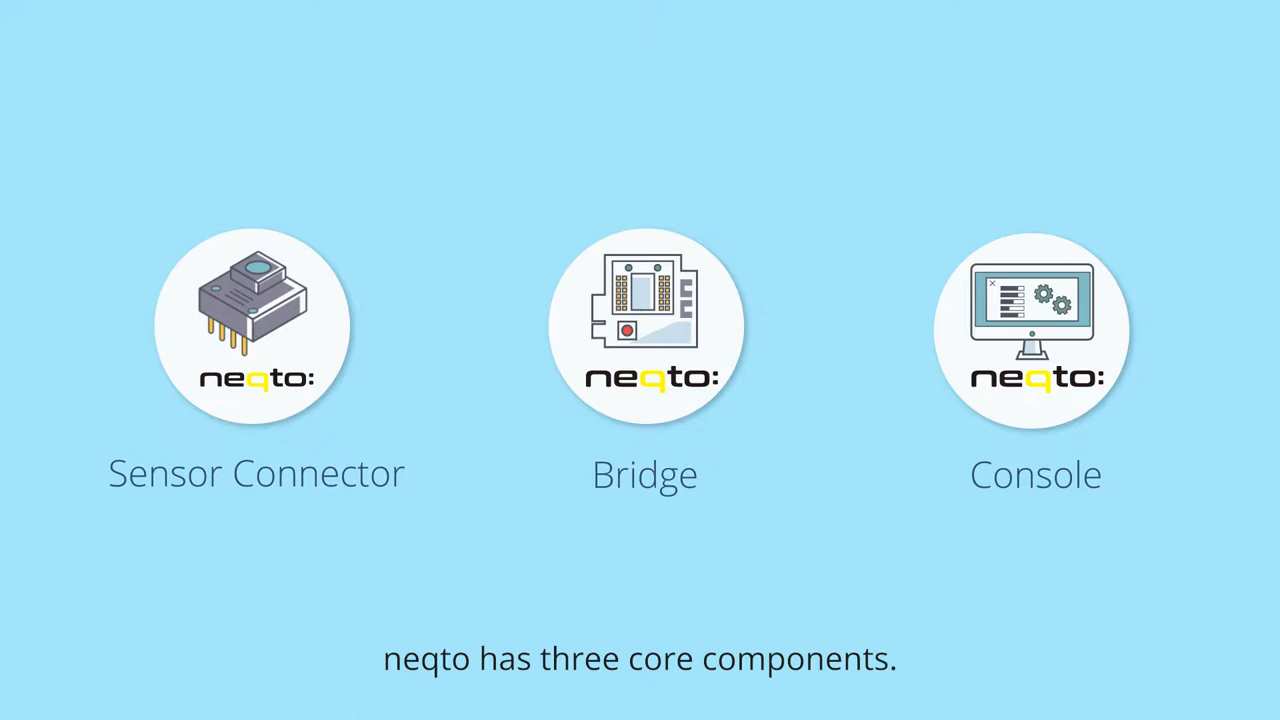 neqto:
neqto:
neqto:
Sensor Connector
Bridge
Console
neqto has three core components.